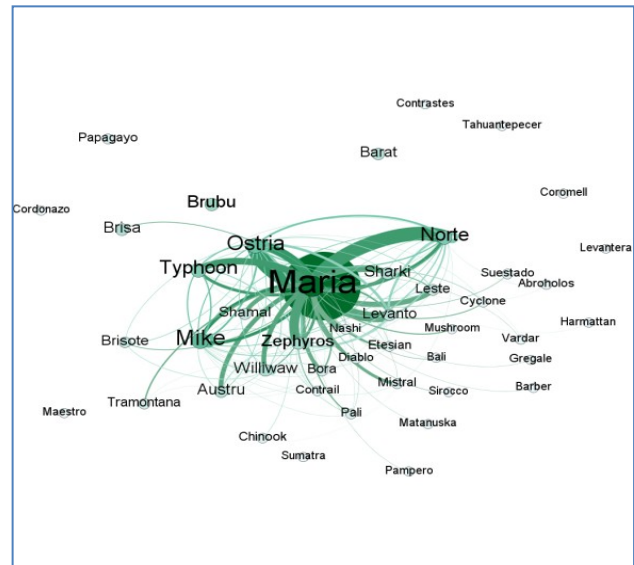 Contrastes
Tahuantepecer
Papagayo
Barat
Coromell
Brubu
Cordonazo
Brisa
Norte
Ostria
Levantera
Typhoon
Sharki
Suestado
Maria
Leste
Abroholos
Cyclone
Shamal
Levanto
Harmattan
Nashi
Mushroom
Mike
Zephyros
Vardar
Brisote
Etesian
Diablo
Bali
Gregale
Williwaw
Bora
Austru
Contrail
Mistral
Sirocco
Barber
Tramontana
Maestro
Pali
Matanuska
Chinook
Sumatra
Pampero